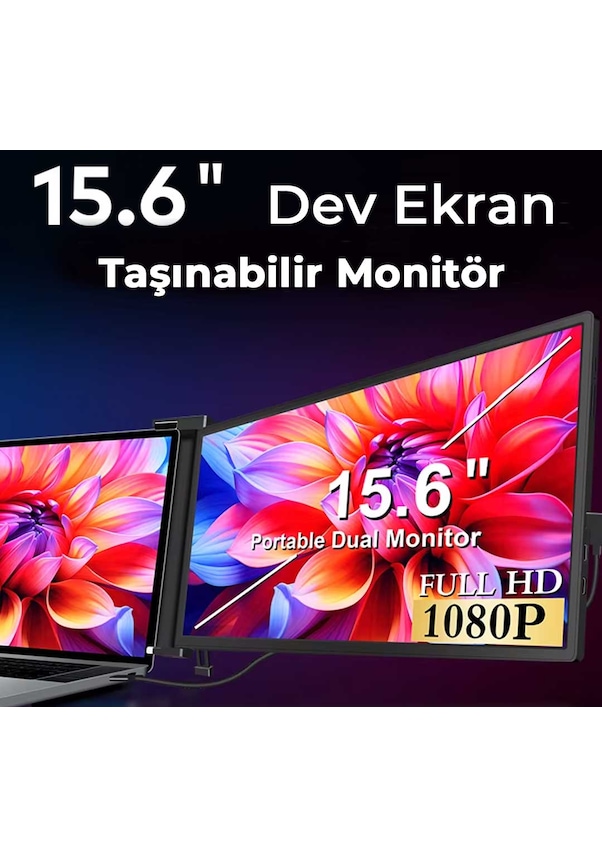 15.6" Dev Ekran
Taşınabilir Monitör
15.6"
Portable Dual Monitor
FULL HD
1080P